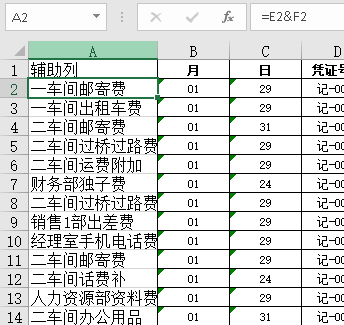 A2 fx =E2&F2
A B C D
1 辅助列 月 日 凭证号
2 一车间邮寄费 01 29 记-00
3 一车间出租车费 01 29 记-00
4 二车间邮寄费 01 31 记-00
5 二车间过桥过路费 01 29 记-00
6 二车间运费附加 01 29 记-00
7 财务部独子费 01 24 记-00
8 二车间过桥过路费 01 29 记-00
9 销售1部出差费 01 29 记-00
10 经理室手机电话费 01 29 记-00
11 二车间邮寄费 01 29 记-00
12 二车间话费补 01 24 记-00
13 人力资源部资料费 01 29 记-00
14 二车间办公用品 01 31 记-00